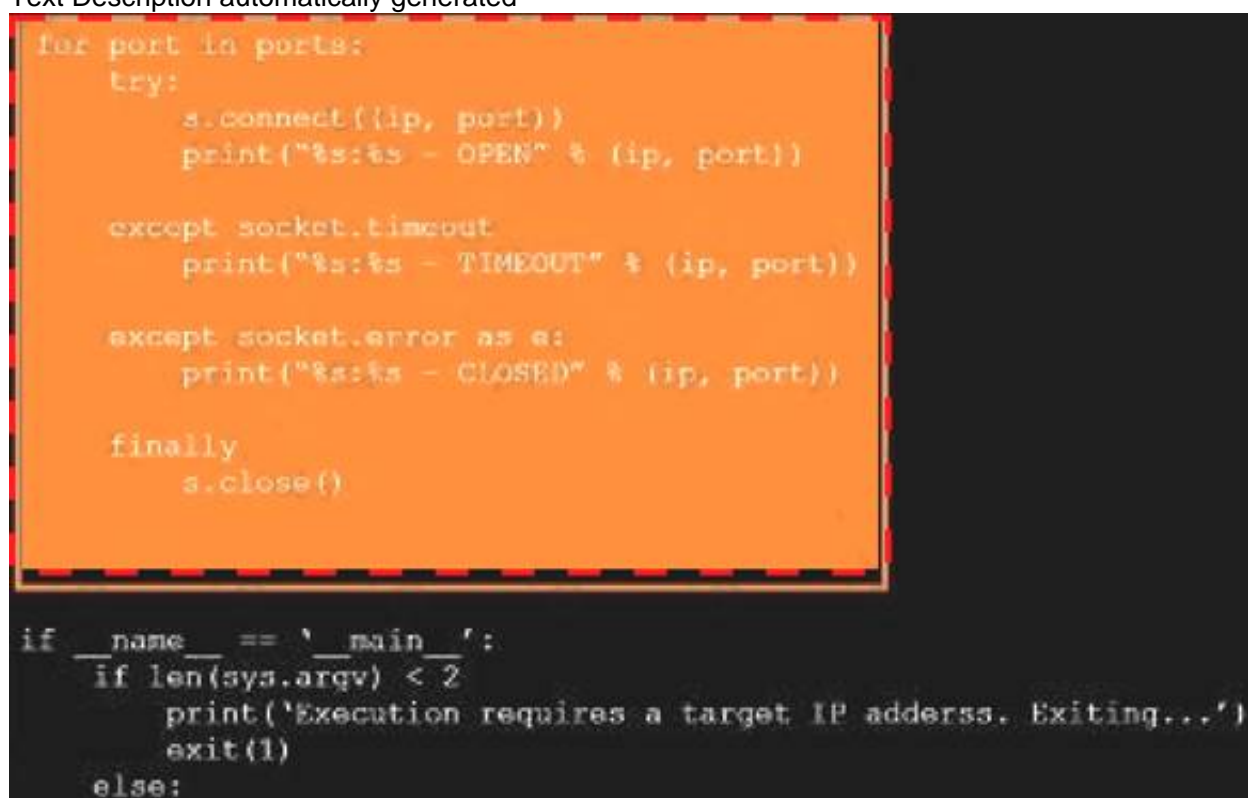 Text Description automatically generated
for port in ports:
try:
s.connect((ip, port))
print("%s:%s - OPEN" % (ip, port))
except socket.timeout
print("%s:%s - TIMEOUT" % (ip, port))
except socket.error as e:
print("%s:%s - CLOSED" % (ip, port))
finally
s.close()
if __name__ == '__main__':
if len(sys.argv) < 2
print('Execution requires a target IP adderss. Exiting...')
exit(1)
else: